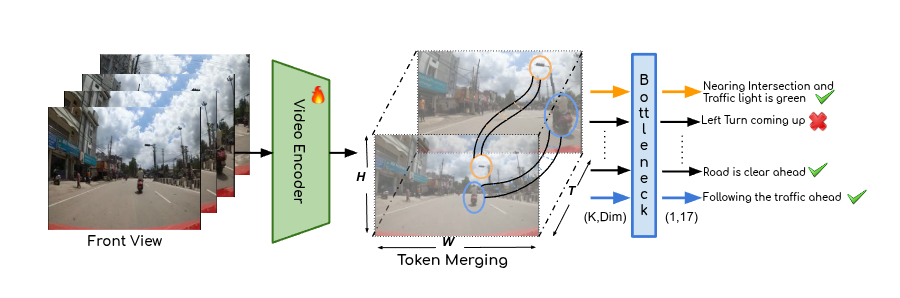 Front View
Video Encoder
H
W
T
Token Merging
(K,Dim)
Bottleneck
(1,17)
Nearing Intersection and
Traffic light is green
Left Turn coming up
Road is clear ahead
Following the traffic ahead